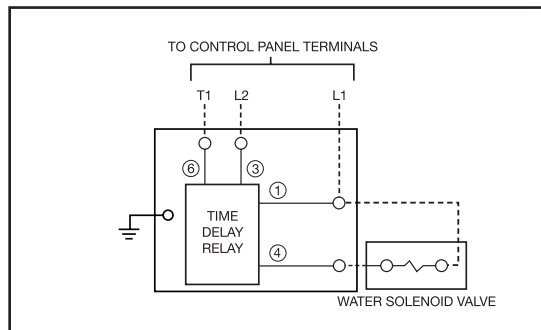 TO CONTROL PANEL TERMINALS
T1 L2 L1
6 3
1
TIME
DELAY
RELAY
4
WATER SOLENOID VALVE